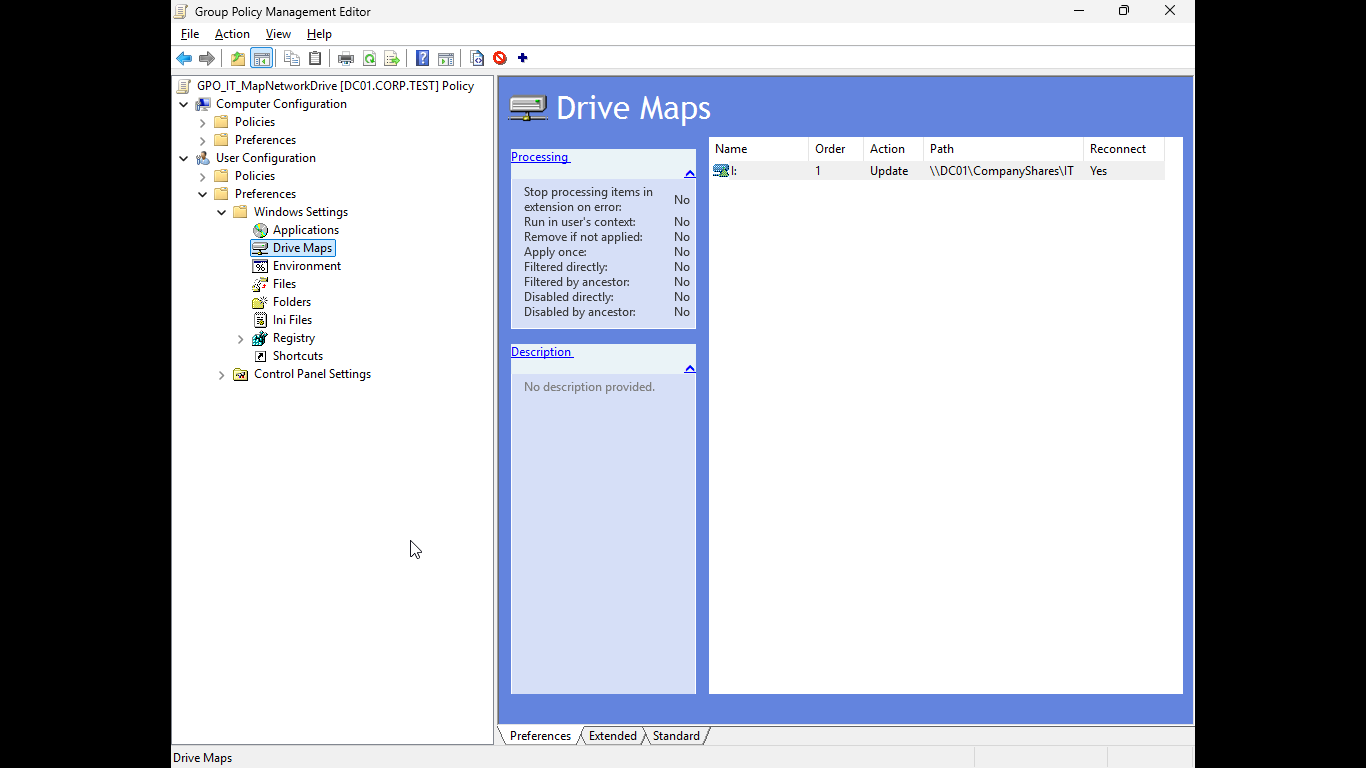 Group Policy Management Editor
File Action View Help
GPO_IT_MapNetworkDrive [DC01.CORP.TEST] Policy
Computer Configuration
Policies
Preferences
User Configuration
Policies
Preferences
Windows Settings
Applications
Drive Maps
Environment
Files
Folders
Ini Files
Registry
Shortcuts
Control Panel Settings
Drive Maps
Processing
Stop processing items in
extension on error: No
Run in user's context: No
Remove if not applied: No
Apply once: No
Filtered directly: No
Filtered by ancestor: No
Disabled directly: No
Disabled by ancestor: No
Description
No description provided.
Name Order Action Path Reconnect
I: 1 Update \\DC01\CompanyShares\IT Yes
Preferences Extended Standard
Drive Maps